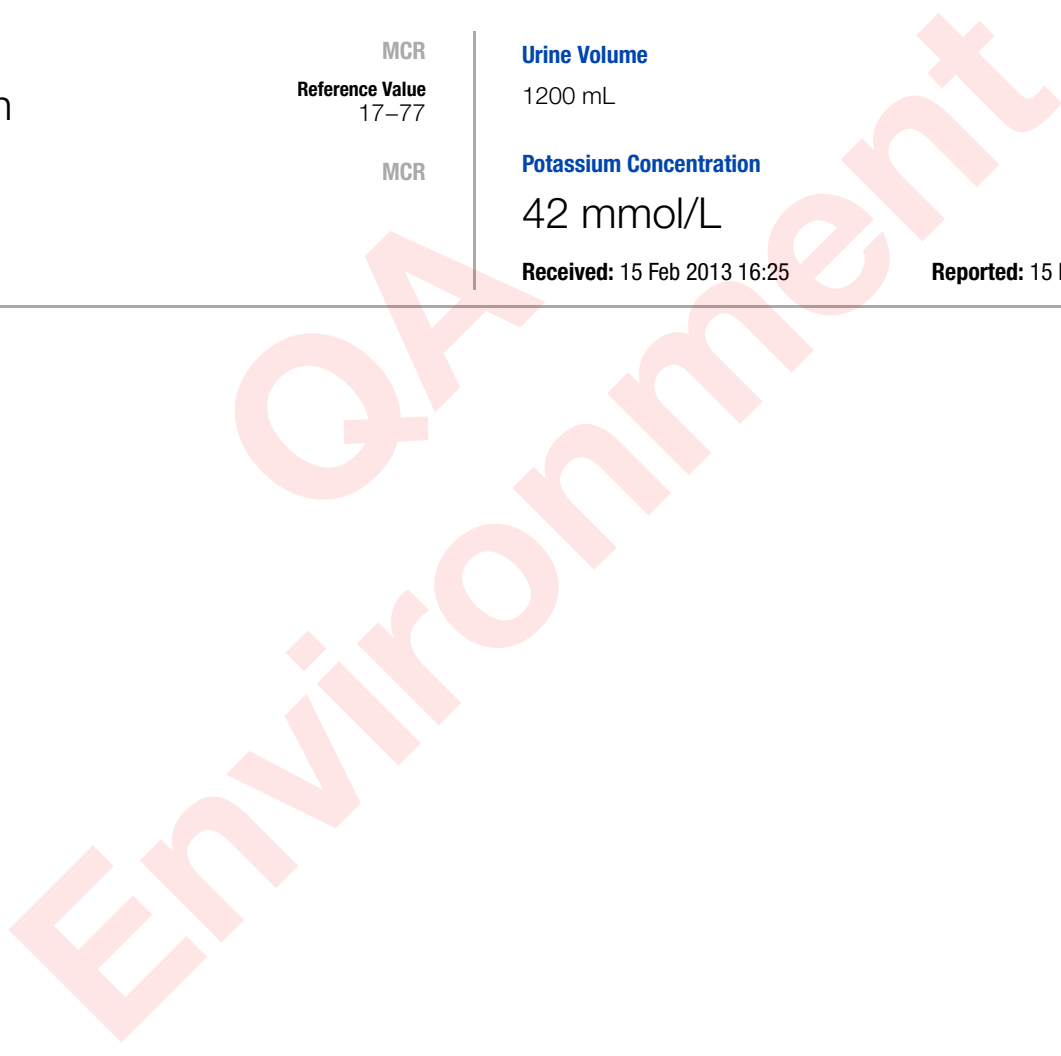 MCR
Reference Value
17–77
MCR
Urine Volume
1200 mL
Potassium Concentration
42 mmol/L
Received: 15 Feb 2013 16:25
Reported: 15
QA
Environment